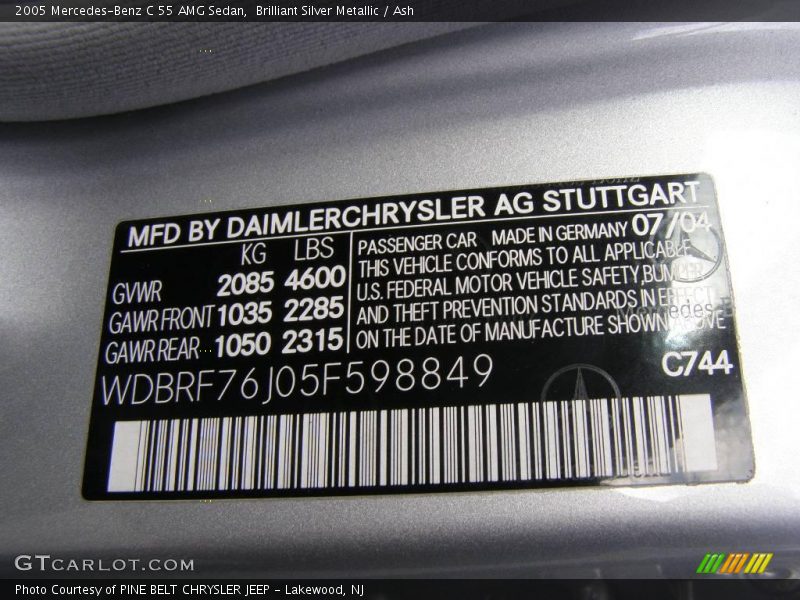 2005 Mercedes-Benz C 55 AMG Sedan,  Brilliant Silver Metallic / Ash
MFD BY DAIMLERCHRYSLER AG STUTTGART
KG LBS
GVWR 2085 4600
GAWR FRONT 1035 2285
GAWR REAR 1050 2315
PASSENGER CAR MADE IN GERMANY 07/04
THIS VEHICLE CONFORMS TO ALL APPLICABLE
U.S. FEDERAL MOTOR VEHICLE SAFETY BUMPER
AND THEFT PREVENTION STANDARDS IN EFFECT
ON THE DATE OF MANUFACTURE SHOWN ABOVE
Mercedes
WDBRF76J05F598849
C744
GTCARLOT.COM
Photo Courtesy of PINE BELT CHRYSLER JEEP - Lakewood, NJ